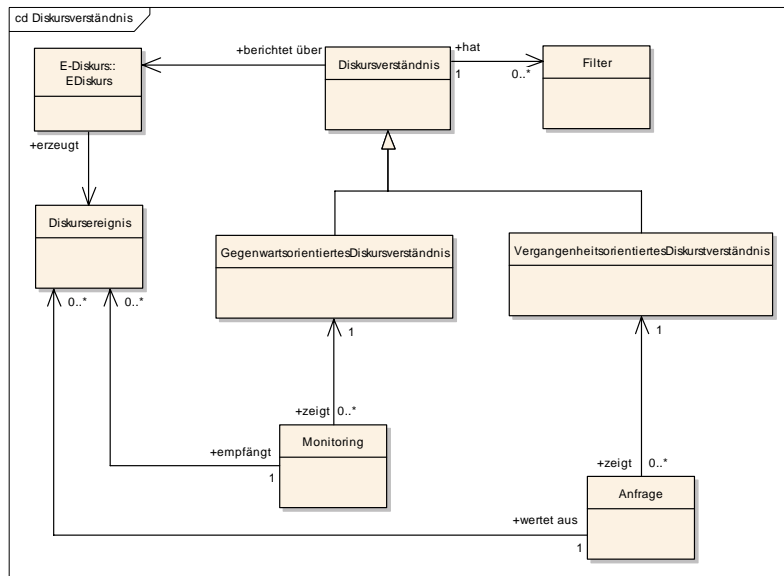 cd Diskursverständnis
E-Diskurs::
EDiskurs
+berichtet über
Diskursverständnis
+hat
1
0..*
Filter
+erzeugt
Diskursereignis
0..*
0..*
GegenwartsorientiertesDiskursverständnis
VergangenheitsorientiertesDiskurstverständnis
1
1
+zeigt 0..*
Monitoring
+empfängt
1
+zeigt 0..*
Anfrage
+wertet aus
1